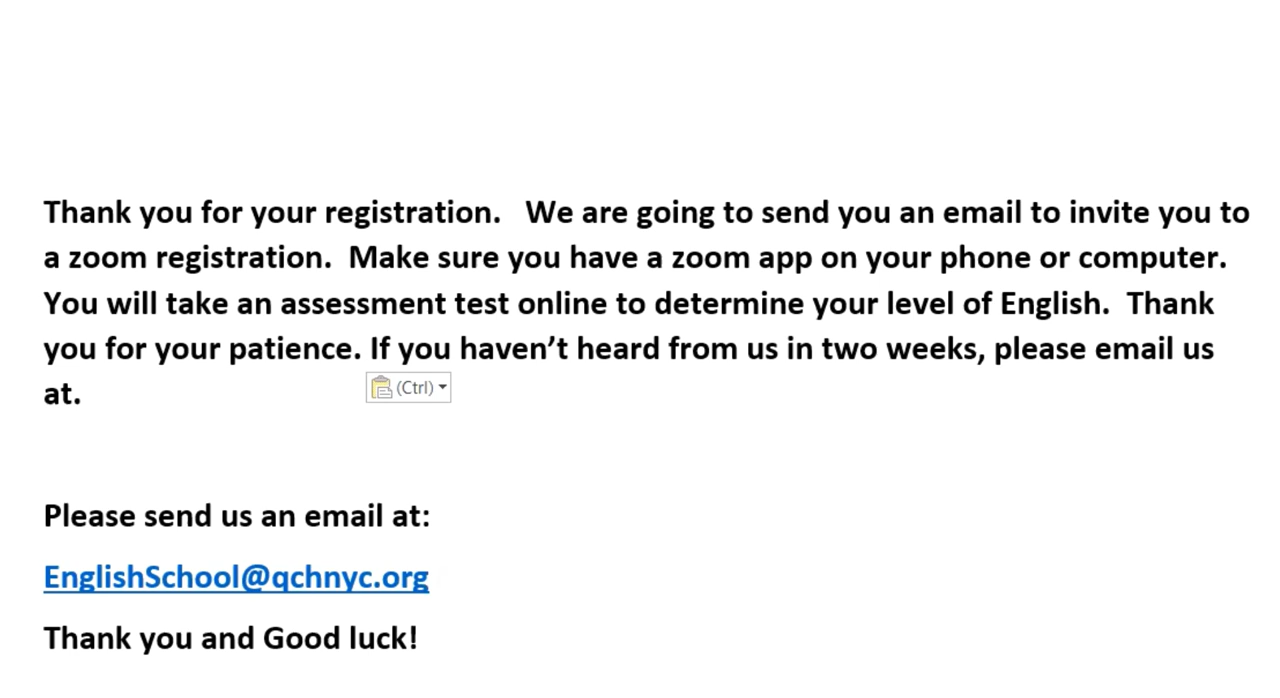 Thank you for your registration.   We are going to send you an email to invite you to
a zoom registration.  Make sure you have a zoom app on your phone or computer.
You will take an assessment test online to determine your level of English.  Thank
you for your patience. If you haven’t heard from us in two weeks, please email us
at.
(Ctrl)
Please send us an email at:
EnglishSchool@qchnyc.org
Thank you and Good luck!